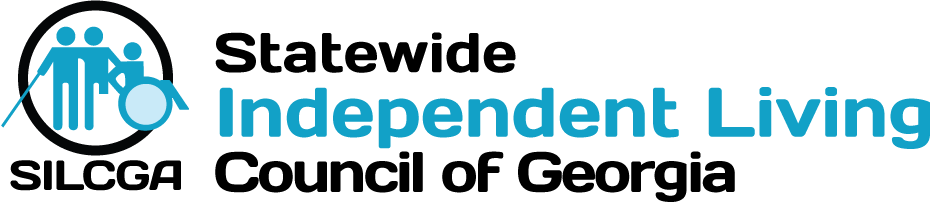 SILCGA
Statewide
Independent Living
Council of Georgia